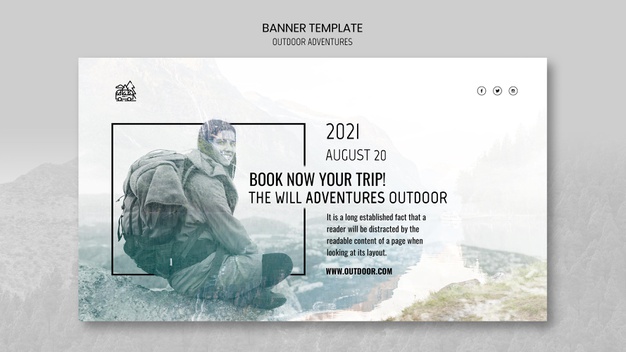 BANNER TEMPLATE
OUTDOOR ADVENTURES
2021
AUGUST 20
BOOK NOW YOUR TRIP!
THE WILL ADVENTURES OUTDOOR
It is a long established fact that a
reader will be distracted by the
readable content of a page when
looking at its layout.
WWW.OUTDOOR.COM